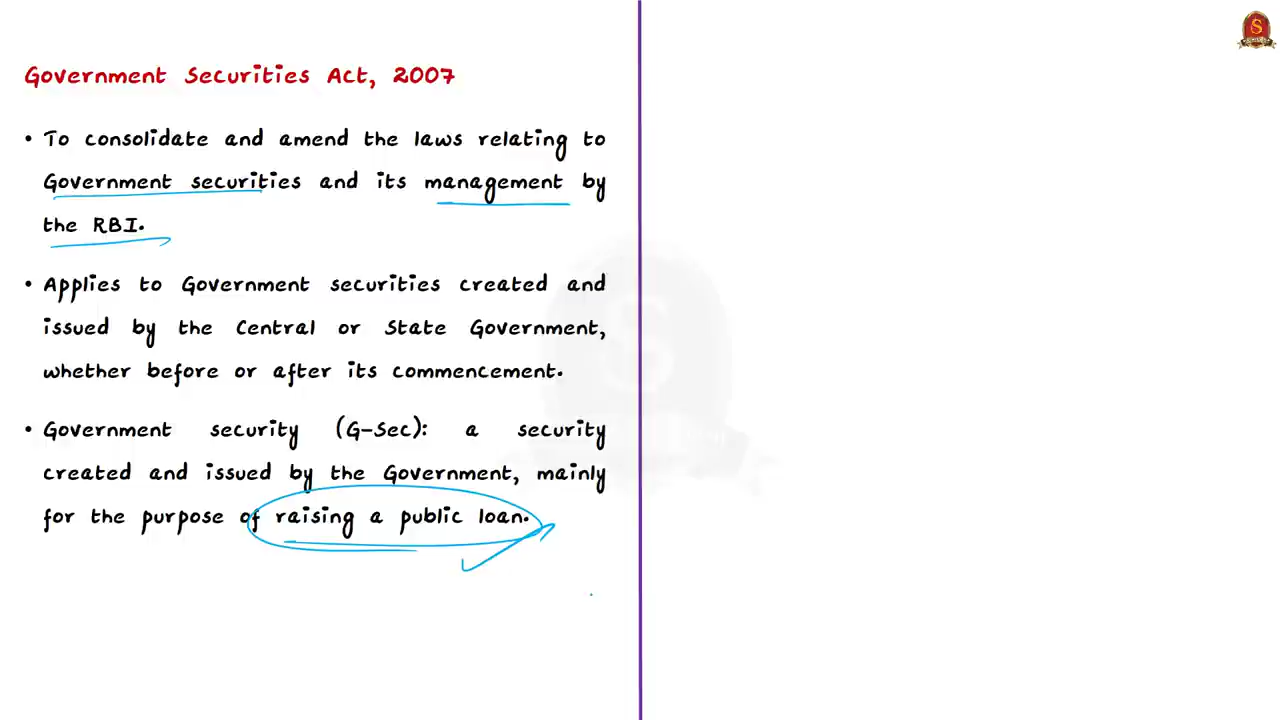 Government Securities Act, 2007
• To consolidate and amend the laws relating to
Government securities and its management by
the RBI.
• Applies to Government securities created and
issued by the Central or State Government,
whether before or after its commencement.
• Government security (G-Sec): a security
created and issued by the Government, mainly
for the purpose of raising a public loan.
S